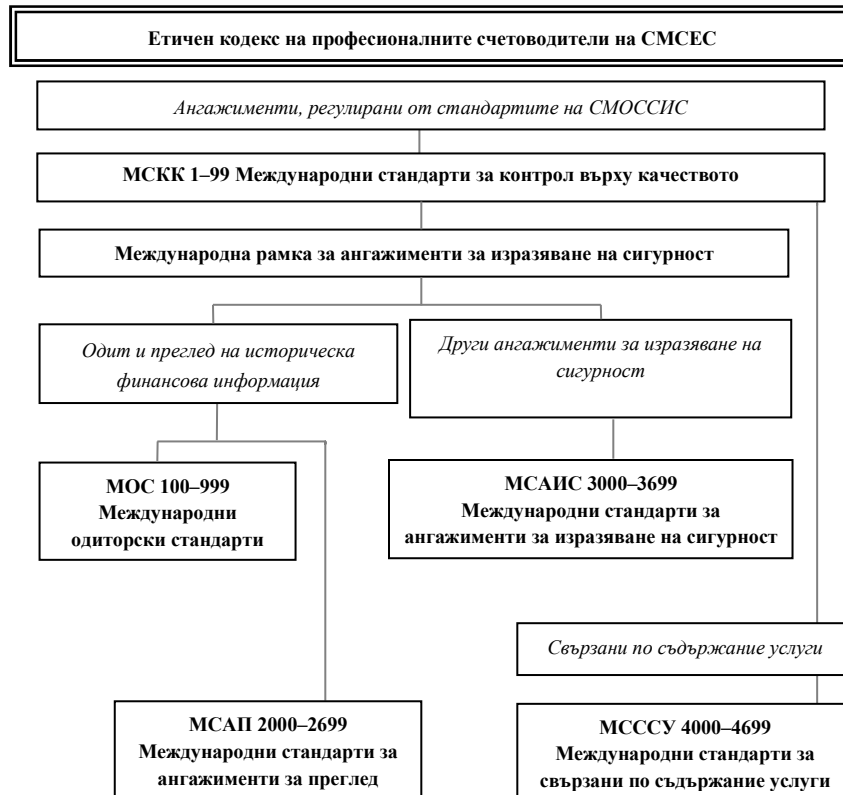 Етичен кодекс на професионалните счетоводители на СМСЕС
Ангажименти, регулирани от стандартите на СМОССИС
МСКК 1–99 Международни стандарти за контрол върху качеството
Международна рамка за ангажименти за изразяване на сигурност
Одит и преглед на историческа
финансова информация
Други ангажименти за изразяване на
сигурност
МОС 100–999
Международни
одиторски стандарти
МСАИС 3000–3699
Международни стандарти за
ангажименти за изразяване на сигурност
Свързани по съдържание услуги
МСАП 2000–2699
Международни стандарти за
ангажименти за преглед
МСССУ 4000–4699
Международни стандарти за
свързани по съдържание услуги